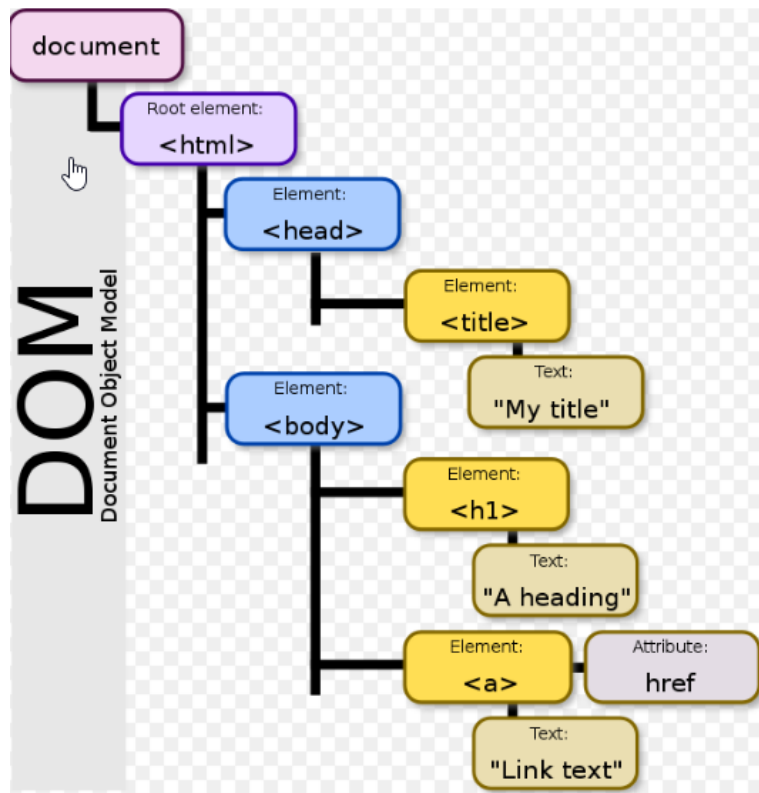 document
Root element:
<html>
Element:
<head>
Element:
<title>
Text:
"My title"
Element:
<body>
Element:
<h1>
Text:
"A heading"
Element:
<a>
Attribute:
href
Text:
"Link text"
DOM
Document Object Model